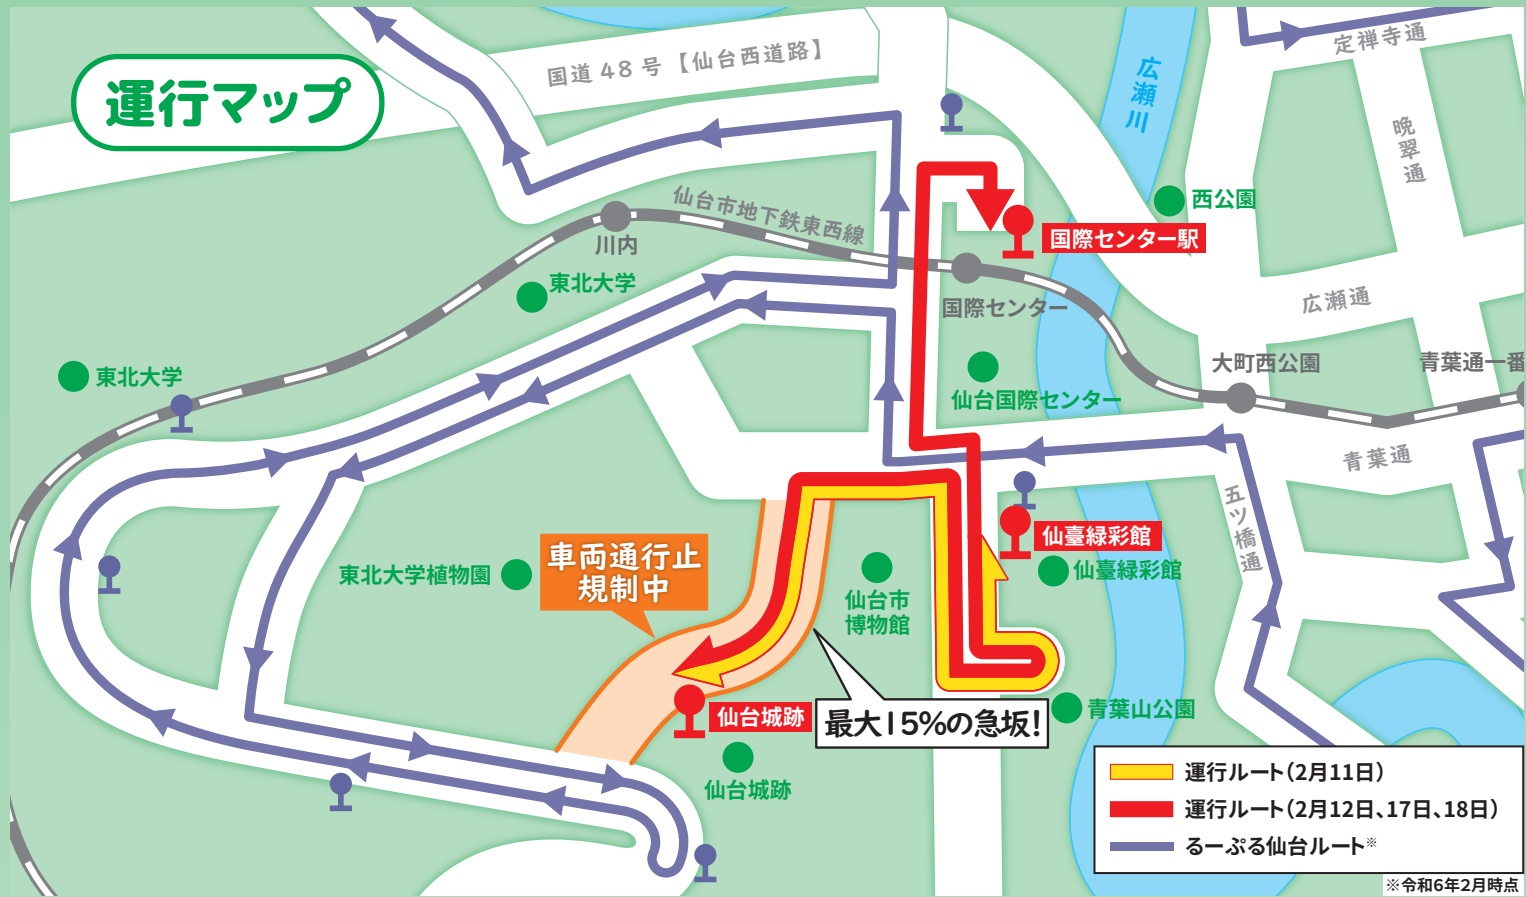 運行マップ
国道48号【仙台西道路】
定禅寺通
広瀬川
晩翠通
西公園
仙台市地下鉄東西線
川内
国際センター駅
東北大学
国際センター
広瀬通
東北大学
仙台国際センター
大町西公園
青葉通一番
青葉通
五ツ橋通
車両通行止
規制中
東北大学植物園
仙臺緑彩館
仙臺緑彩館
仙台市
博物館
仙台城跡
最大15%の急坂!
青葉山公園
仙台城跡
運行ルート(2月11日)
運行ルート(2月12日、17日、18日)
るーぷる仙台ルート※
※令和6年2月時点